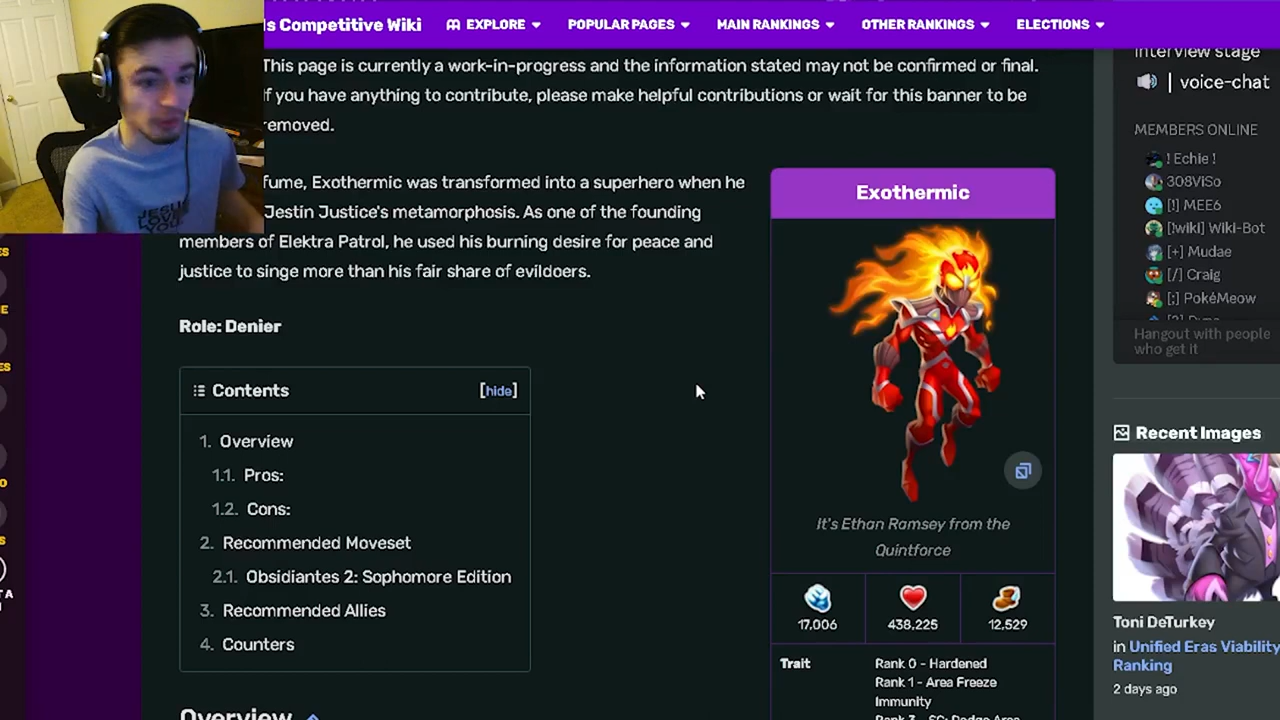 ls Competitive Wiki
EXPLORE
POPULAR PAGES
MAIN RANKINGS
OTHER RANKINGS
ELECTIONS
This page is currently a work-in-progress and the information stated may not be confirmed or final.
If you have anything to contribute, please make helpful contributions or wait for this banner to be
removed.
fume, Exothermic was transformed into a superhero when he
Jestin Justice's metamorphosis. As one of the founding
members of Elektra Patrol, he used his burning desire for peace and
justice to singe more than his fair share of evildoers.
Role: Denier
Contents [hide]
1. Overview
1.1. Pros:
1.2. Cons:
2. Recommended Moveset
2.1. Obsidiantes 2: Sophomore Edition
3. Recommended Allies
4. Counters
Overview
Exothermic
It's Ethan Ramsey from the
Quintforce
17,006 438,225 12,529
Trait
Rank 0 - Hardened
Rank 1 - Area Freeze
Immunity
Interview stage
| voice-chat
MEMBERS ONLINE
! Echie !
308ViSo
[!] MEE6
[!wiki] Wiki-Bot
[+] Mudae
[/] Craig
[;] PokéMeow
Hangout with people
who get it
Recent Images
Toni DeTurkey
in Unified Eras Viability
Ranking
2 days ago